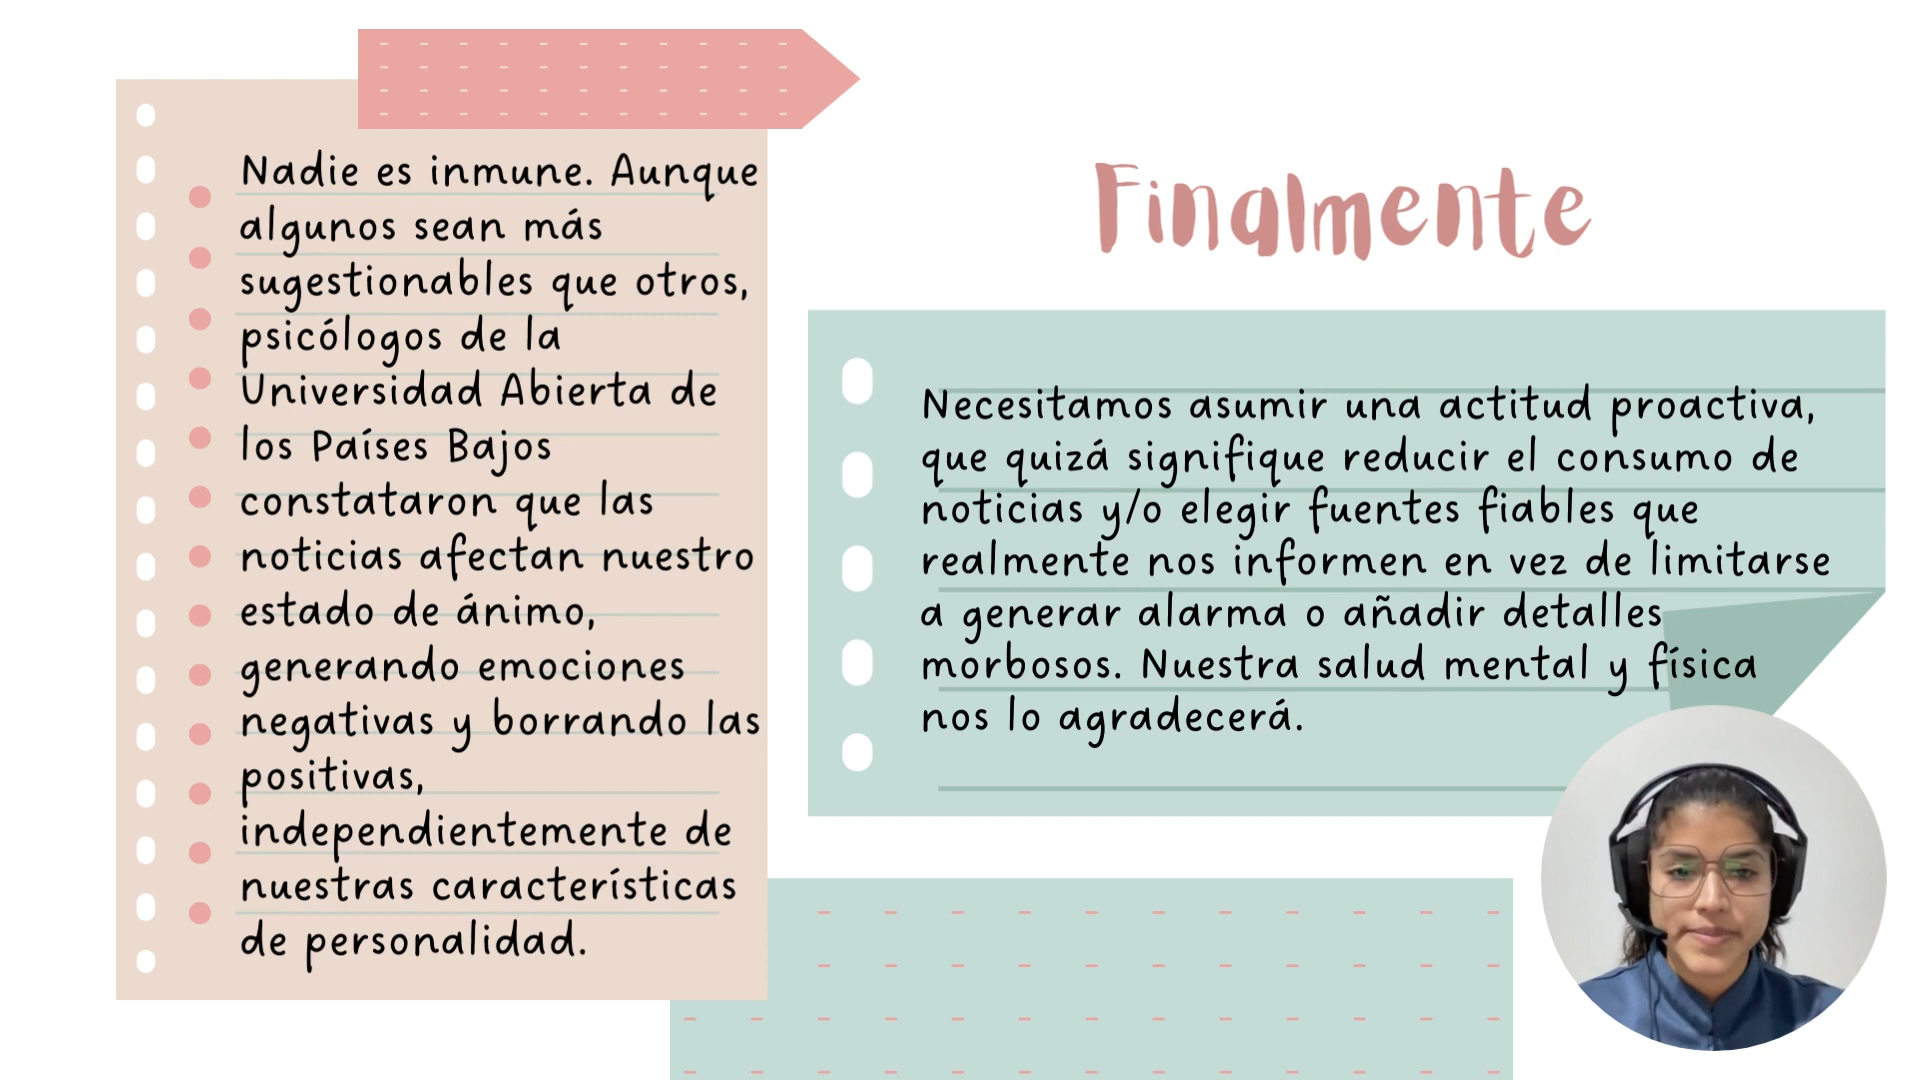 Nadie es inmune. Aunque
algunos sean más
sugestionables que otros,
psicólogos de la
Universidad Abierta de
los Países Bajos
constataron que las
noticias afectan nuestro
estado de ánimo,
generando emociones
negativas y borrando las
positivas,
independientemente de
nuestras características
de personalidad.
Finalmente
Necesitamos asumir una actitud proactiva,
que quizá signifique reducir el consumo de
noticias y/o elegir fuentes fiables que
realmente nos informen en vez de limitarse
a generar alarma o añadir detalles
morbosos. Nuestra salud mental y física
nos lo agradecerá.